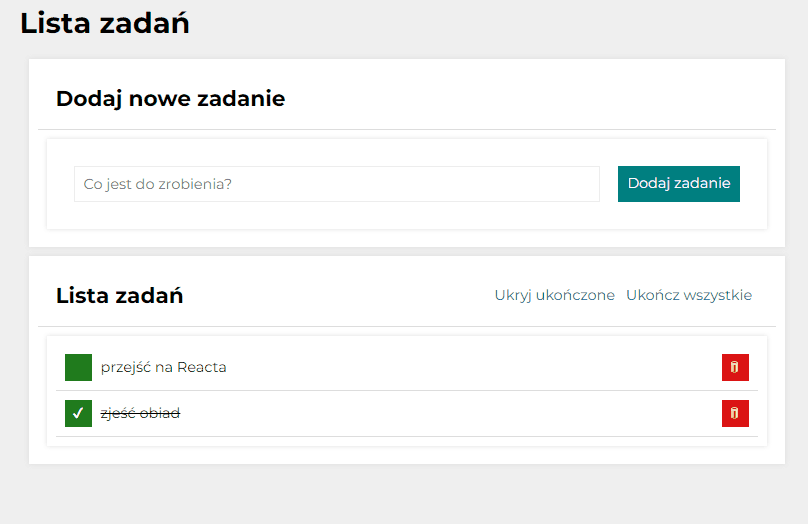 Lista zadań
Dodaj nowe zadanie
Co jest do zrobienia?
Dodaj zadanie
Lista zadań
Ukryj ukończone
Ukończ wszystkie
przejść na Reacta
zjeść obiad